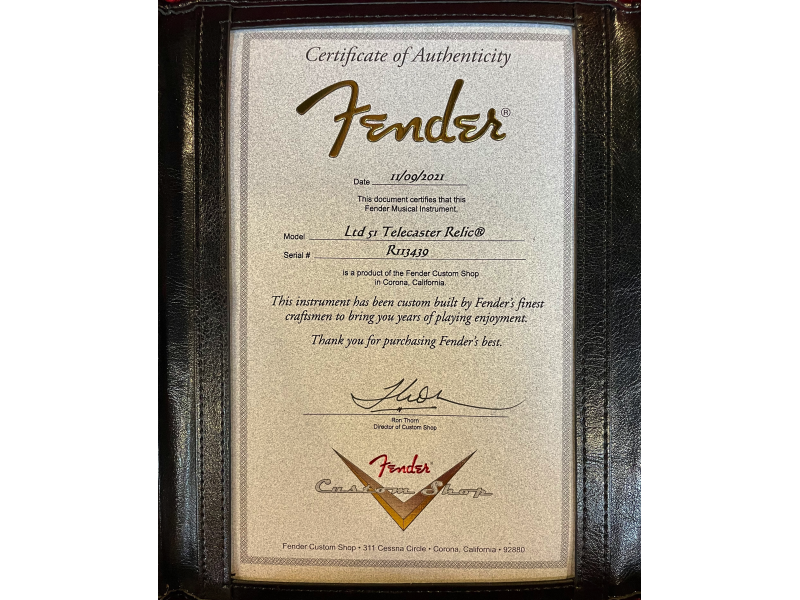 Certificate of Authenticity
Fender®
Date 11/09/2021
This document certifies that this
Fender Musical Instrument,
Model Ltd 51 Telecaster Relic®
Serial # R113439
is a product of the Fender Custom Shop
in Corona, California.
This instrument has been custom built by Fender's finest
craftsmen to bring you years of playing enjoyment.
Thank you for purchasing Fender's best.
Ron Thorn
Director of Custom Shop
Fender®
Custom Shop
Fender Custom Shop • 311 Cessna Circle • Corona, California • 92880